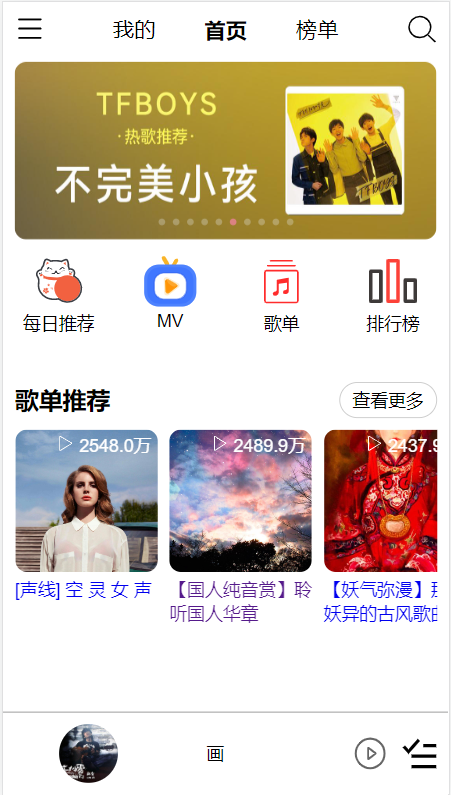 我的 首页 榜单
TFBOYS
·热歌推荐·
不完美小孩
每日推荐 MV 歌单 排行榜
歌单推荐 查看更多
2548.0万 2489.9万 2437.9
[声线] 空 灵 女 声 【国人纯音赏】聆 【妖气弥漫】
听国人华章 妖异的古风歌曲
画